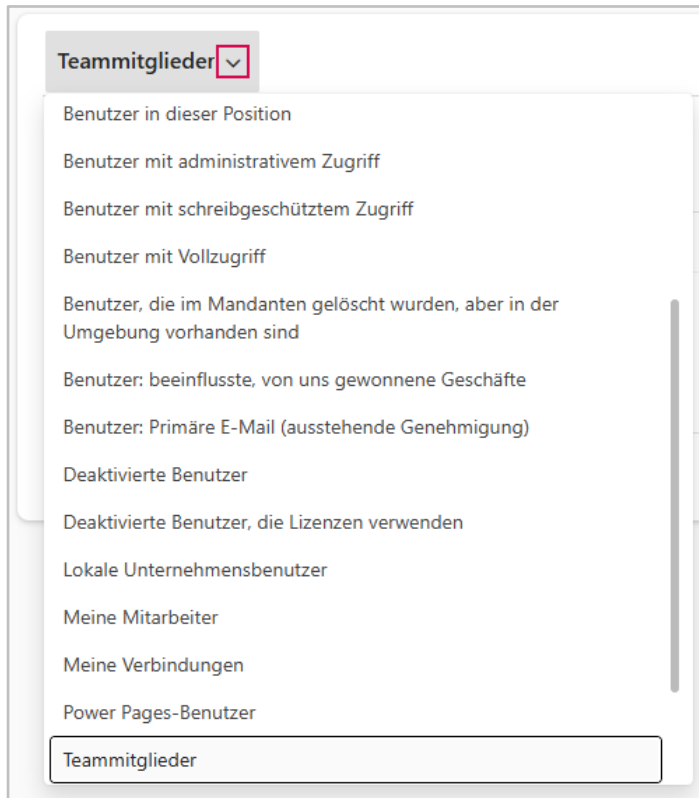 Teammitglieder
Benutzer in dieser Position
Benutzer mit administrativem Zugriff
Benutzer mit schreibgeschütztem Zugriff
Benutzer mit Vollzugriff
Benutzer, die im Mandanten gelöscht wurden, aber in der
Umgebung vorhanden sind
Benutzer: beeinflusste, von uns gewonnene Geschäfte
Benutzer: Primäre E-Mail (ausstehende Genehmigung)
Deaktivierte Benutzer
Deaktivierte Benutzer, die Lizenzen verwenden
Lokale Unternehmensbenutzer
Meine Mitarbeiter
Meine Verbindungen
Power Pages-Benutzer
Teammitglieder